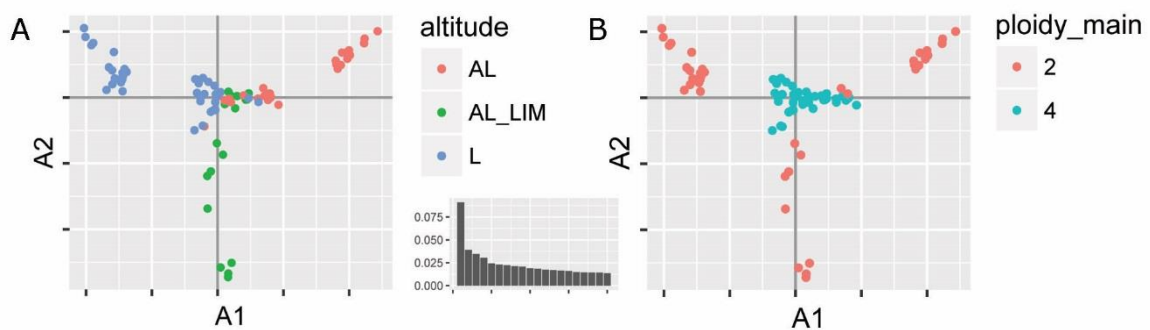 A
altitude
AL
AL_LIM
L
A2
A1
0.075
0.050
0.025
0.000
B
ploidy_main
2
4
A2
A1